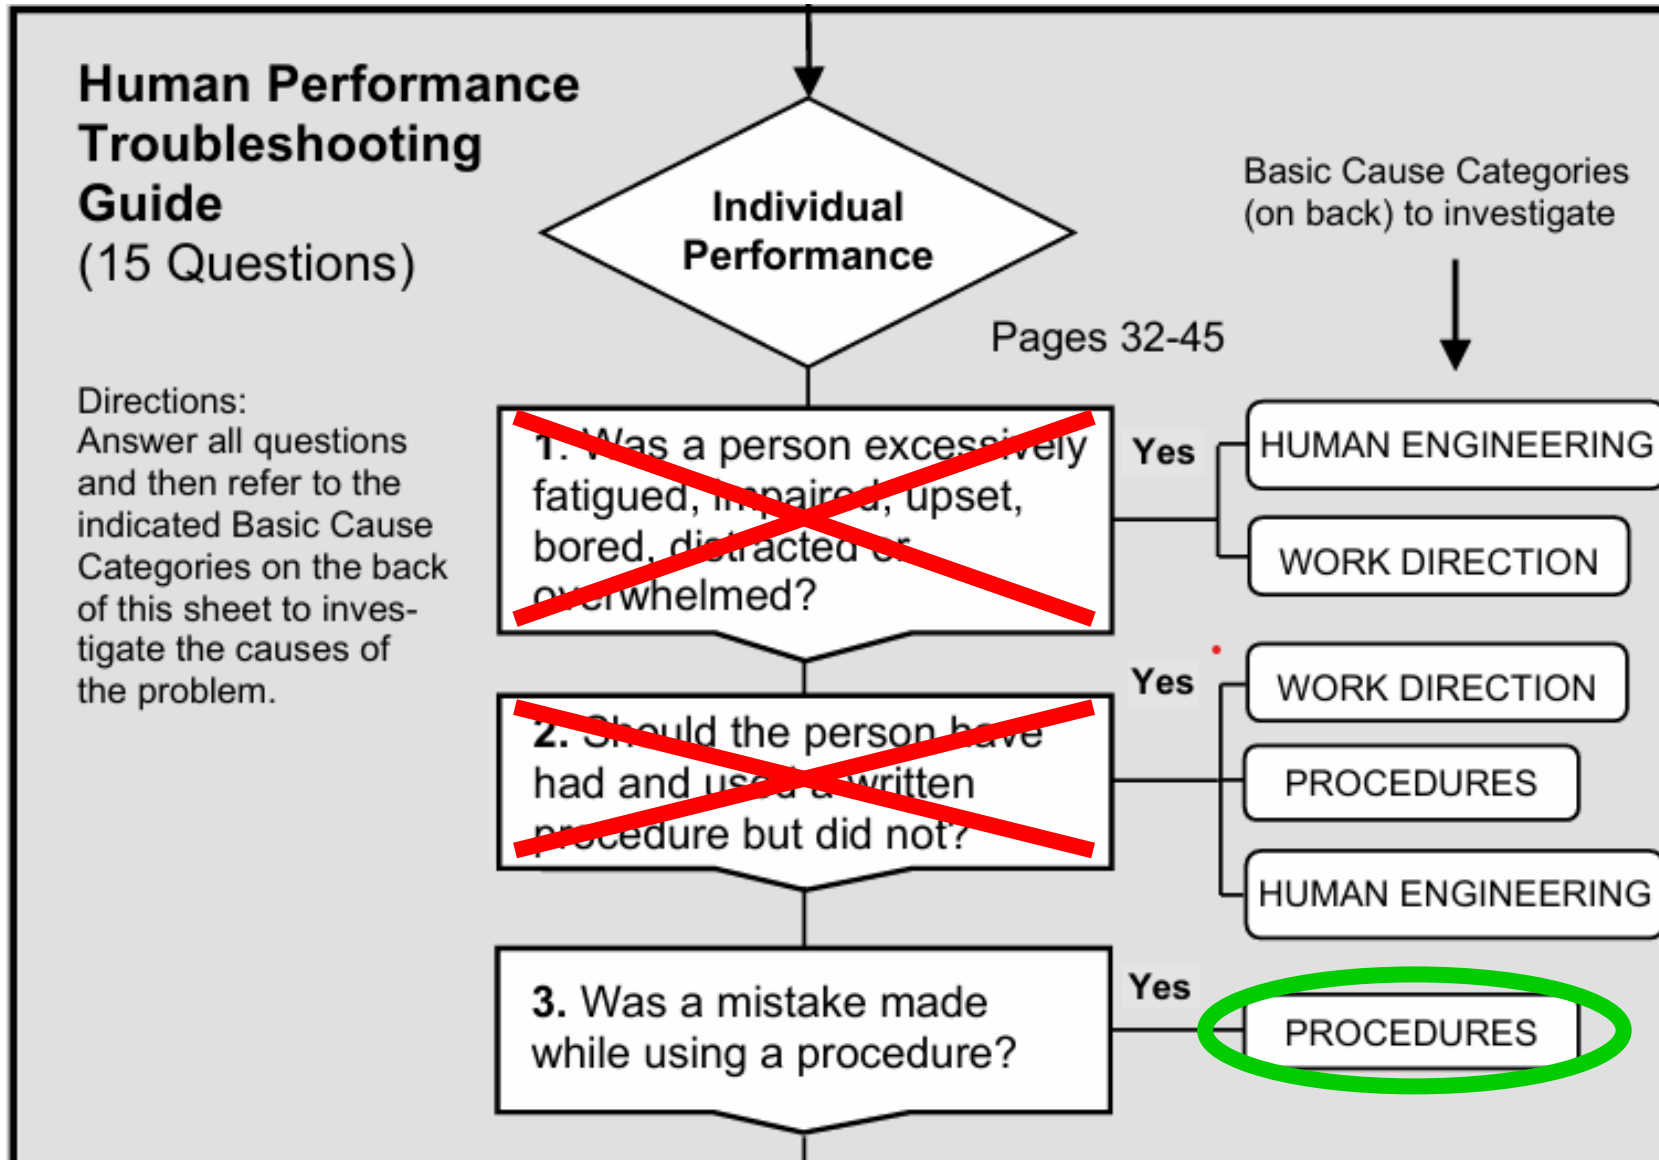 Human Performance
Troubleshooting
Guide
(15 Questions)
Directions:
Answer all questions
and then refer to the
indicated Basic Cause
Categories on the back
of this sheet to inves-
tigate the causes of
the problem.
Individual
Performance
Pages 32-45
Basic Cause Categories
(on back) to investigate
1. Was a person excessively
fatigued, impaired, upset,
bored, distracted or
overwhelmed?
Yes
HUMAN ENGINEERING
WORK DIRECTION
2. Should the person have
had and used a written
procedure but did not?
Yes
WORK DIRECTION
PROCEDURES
HUMAN ENGINEERING
3. Was a mistake made
while using a procedure?
Yes
PROCEDURES